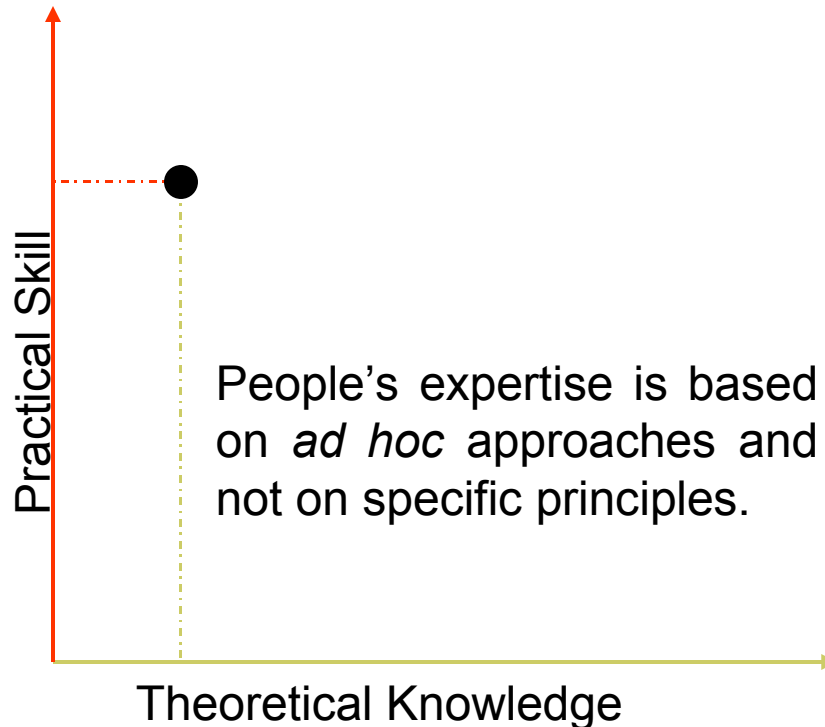 Practical Skill
People’s expertise is based
on ad hoc approaches and
not on specific principles.
Theoretical Knowledge